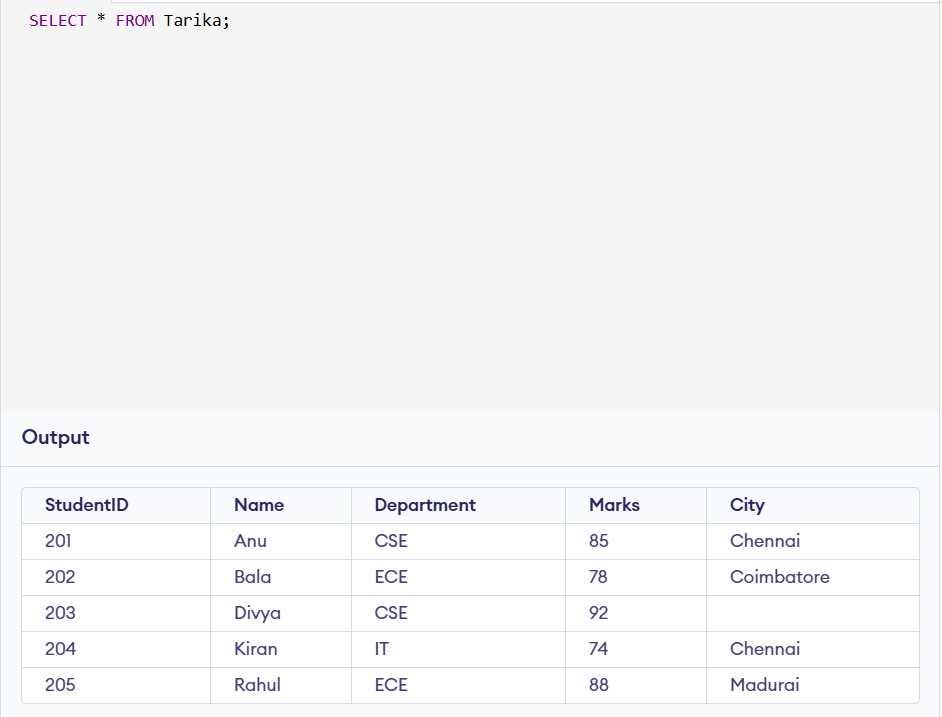 SELECT * FROM Tarika;
Output
StudentID Name Department Marks City
201 Anu CSE 85 Chennai
202 Bala ECE 78 Coimbatore
203 Divya CSE 92
204 Kiran IT 74 Chennai
205 Rahul ECE 88 Madurai